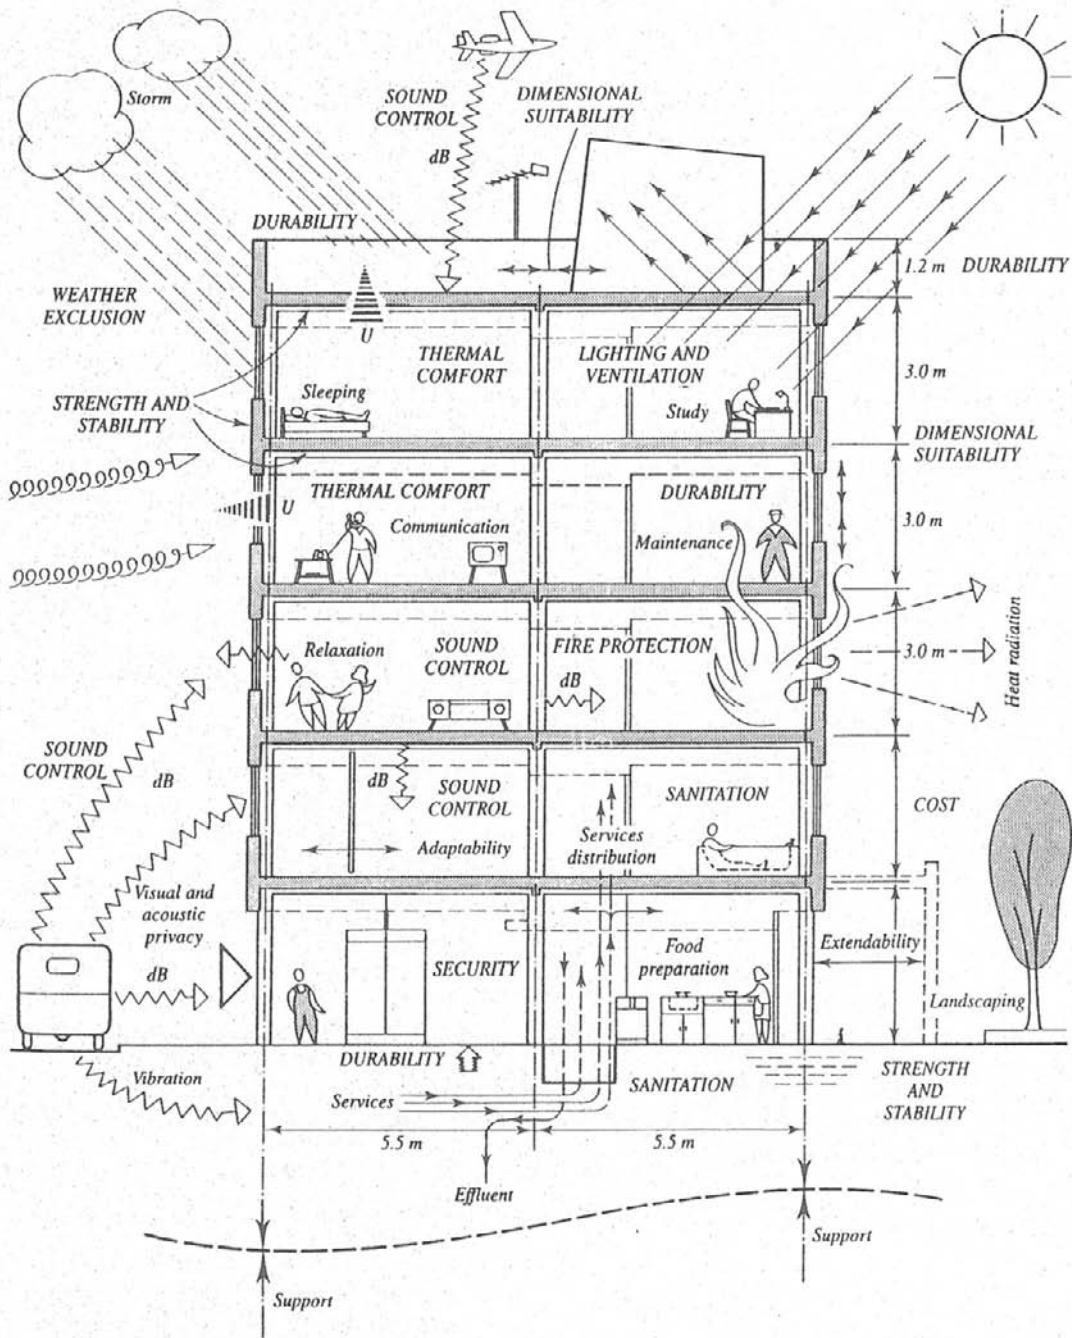 Storm
SOUND
CONTROL
dB
DIMENSIONAL
SUITABILITY
DURABILITY
1.2 m DURABILITY
WEATHER
EXCLUSION
U
THERMAL
COMFORT
LIGHTING AND
VENTILATION
3.0 m
Sleeping
Study
STRENGTH AND
STABILITY
DIMENSIONAL
SUITABILITY
THERMAL COMFORT
DURABILITY
U
Communication
Maintenance
3.0 m
Relaxation
SOUND
CONTROL
FIRE PROTECTION
dB
3.0 m
Heat radiation
SOUND
CONTROL
dB
dB
SOUND
CONTROL
Adaptability
Services
distribution
SANITATION
COST
Visual and
acoustic
privacy
dB
SECURITY
Food
preparation
Extendability
Landscaping
DURABILITY
SANITATION
STRENGTH
AND
STABILITY
Vibration
Services
5.5 m
5.5 m
Effluent
Support
Support